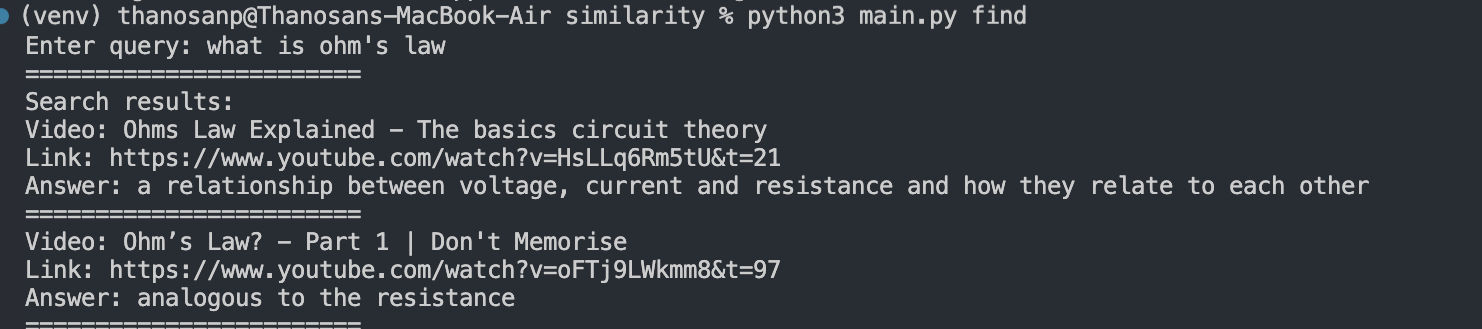 (venv) thanosanp@Thanosans-MacBook-Air similarity % python3 main.py find
Enter query: what is ohm's law
========================
Search results:
Video: Ohms Law Explained - The basics circuit theory
Link: https://www.youtube.com/watch?v=HsLLq6Rm5tU&t=21
Answer: a relationship between voltage, current and resistance and how they relate to each other
========================
Video: Ohm’s Law? - Part 1 | Don't Memorise
Link: https://www.youtube.com/watch?v=oFTj9LWkmm8&t=97
Answer: analogous to the resistance
========================